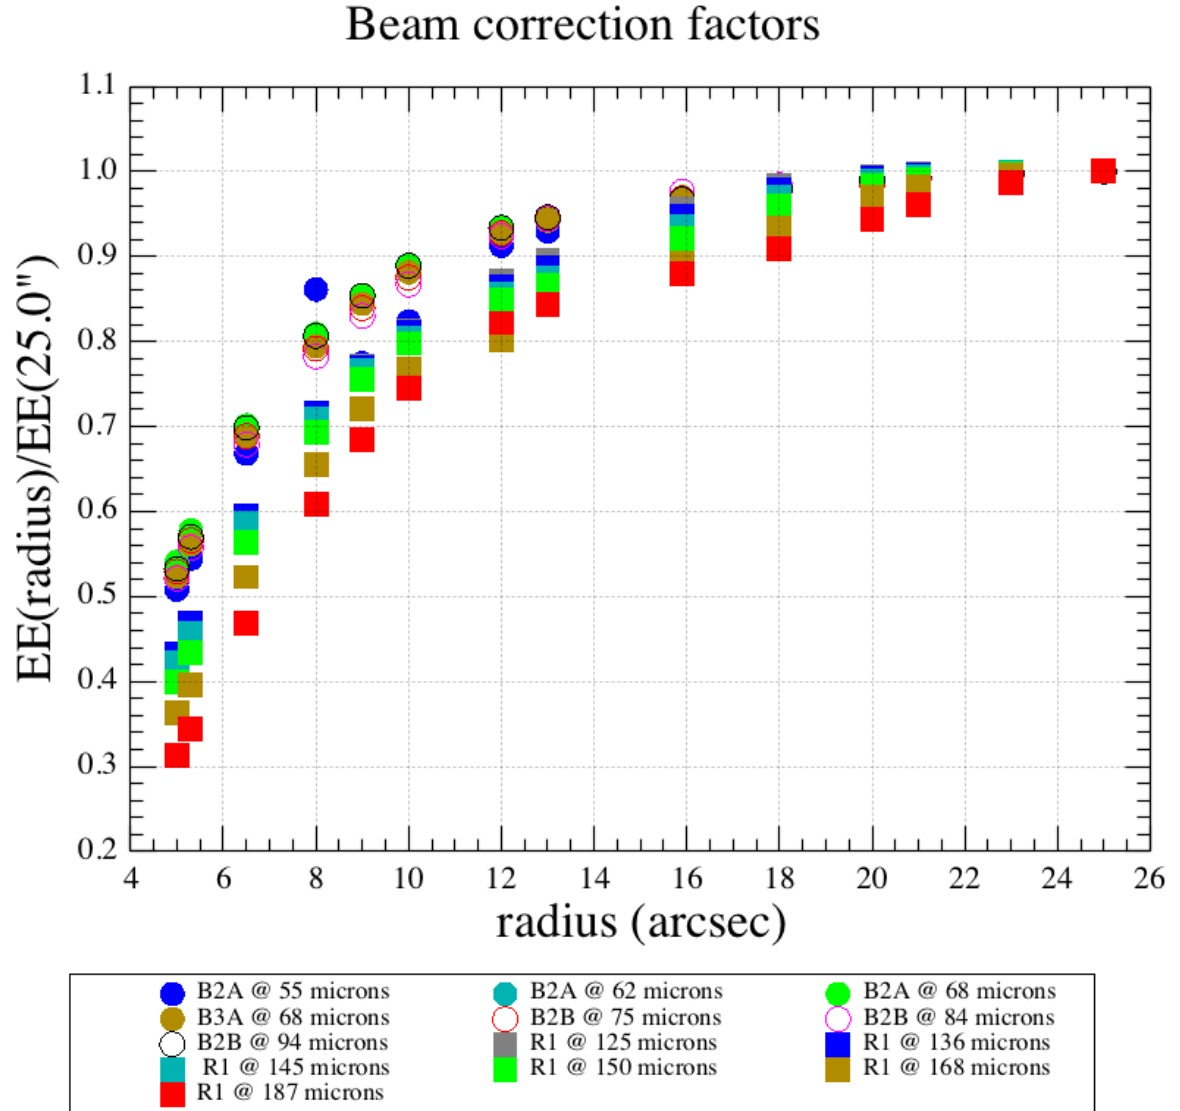 Beam correction factors
1.1
1.0
0.9
0.8
0.7
0.6
0.5
0.4
0.3
0.2
EE(radius)/EE(25.0")
4 6 8 10 12 14 16 18 20 22 24 26
radius (arcsec)
B2A @ 55 microns B2A @ 62 microns B2A @ 68 microns
B3A @ 68 microns B2B @ 75 microns B2B @ 84 microns
B2B @ 94 microns R1 @ 125 microns R1 @ 136 microns
R1 @ 145 microns R1 @ 150 microns R1 @ 168 microns
R1 @ 187 microns